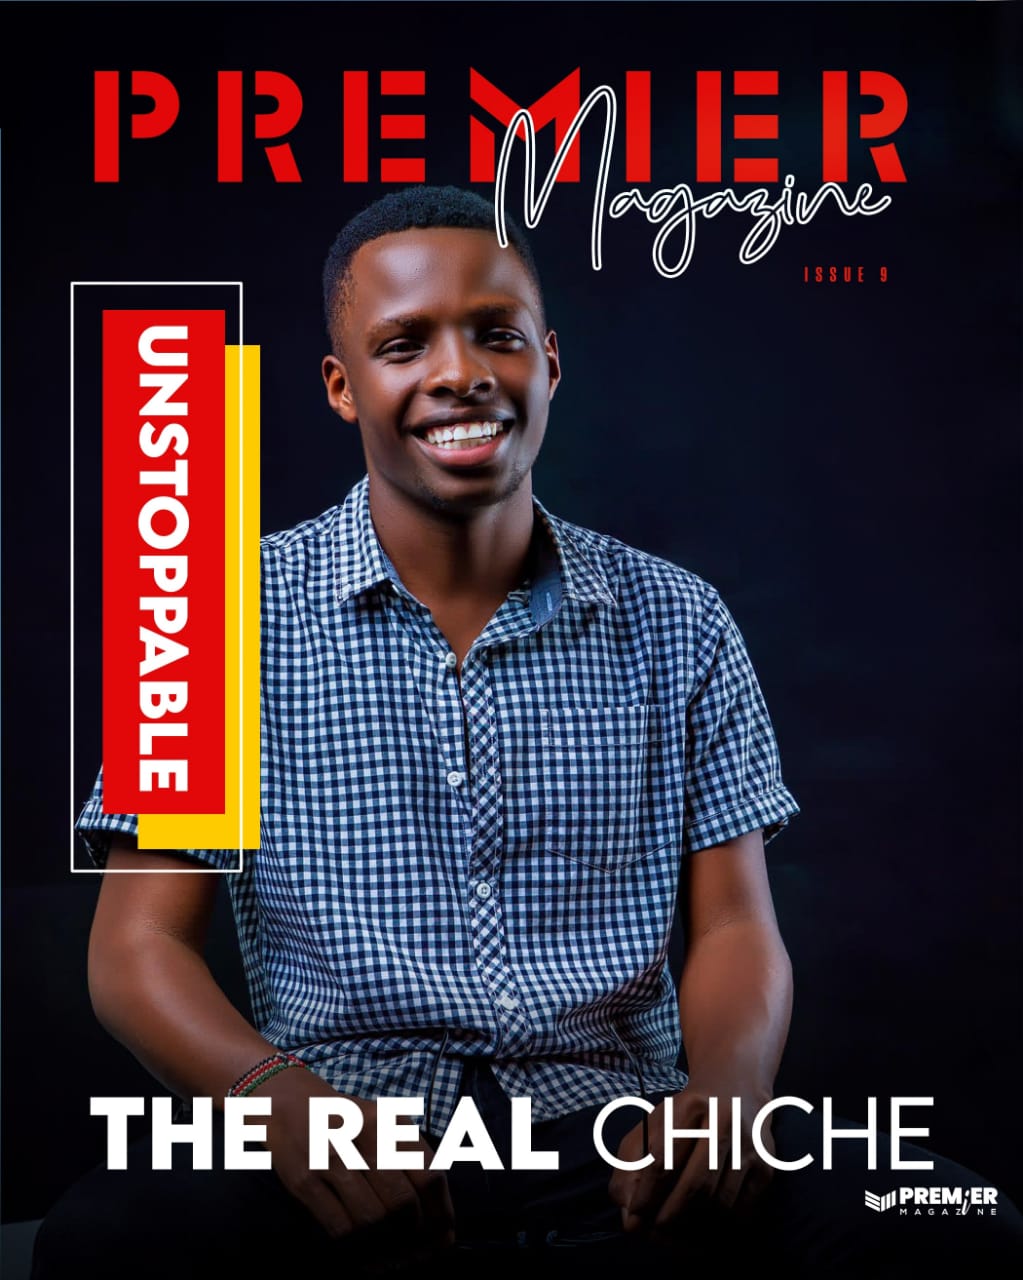 PREMIER
Magazine
ISSUE 9
UNSTOPPABLE
THE REAL CHICHE
PREMiER
MAGAZINE